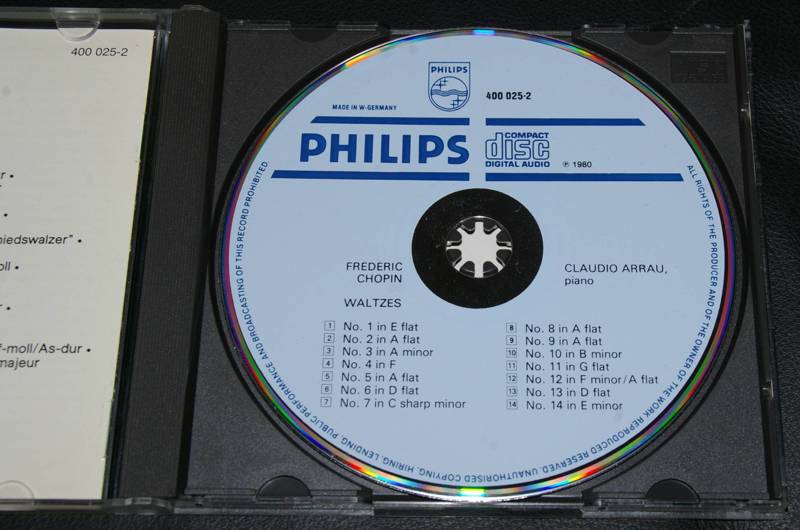 400 025-2
r •
•
hiedswalzer" •
oll •
r •
f-moll/As-dur •
majeur
PHILIPS
400 025-2
MADE IN W-GERMANY
PHILIPS
COMPACT
disc
DIGITAL AUDIO
℗ 1980
ALL RIGHTS OF THE PRODUCER AND OF THE OWNER OF THE WORK REPRODUCED RESERVED. UNAUTHORISED COPYING, HIRING, LENDING, PUBLIC PERFORMANCE AND BROADCASTING OF THIS RECORD PROHIBITED.
FREDERIC
CHOPIN
CLAUDIO ARRAU,
piano
WALTZES
1 No. 1 in E flat
2 No. 2 in A flat
3 No. 3 in A minor
4 No. 4 in F
5 No. 5 in A flat
6 No. 6 in D flat
7 No. 7 in C sharp minor
8 No. 8 in A flat
9 No. 9 in A flat
10 No. 10 in B minor
11 No. 11 in G flat
12 No. 12 in F minor/A flat
13 No. 13 in D flat
14 No. 14 in E minor